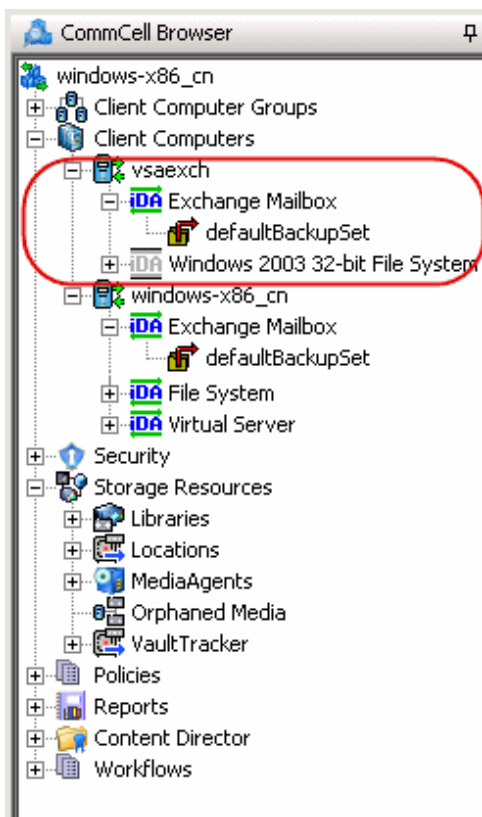 CommCell Browser
windows-x86_cn
Client Computer Groups
Client Computers
vsaexch
iDA Exchange Mailbox
defaultBackupSet
iDA Windows 2003 32-bit File System
windows-x86_cn
iDA Exchange Mailbox
defaultBackupSet
iDA File System
iDA Virtual Server
Security
Storage Resources
Libraries
Locations
MediaAgents
Orphaned Media
VaultTracker
Policies
Reports
Content Director
Workflows